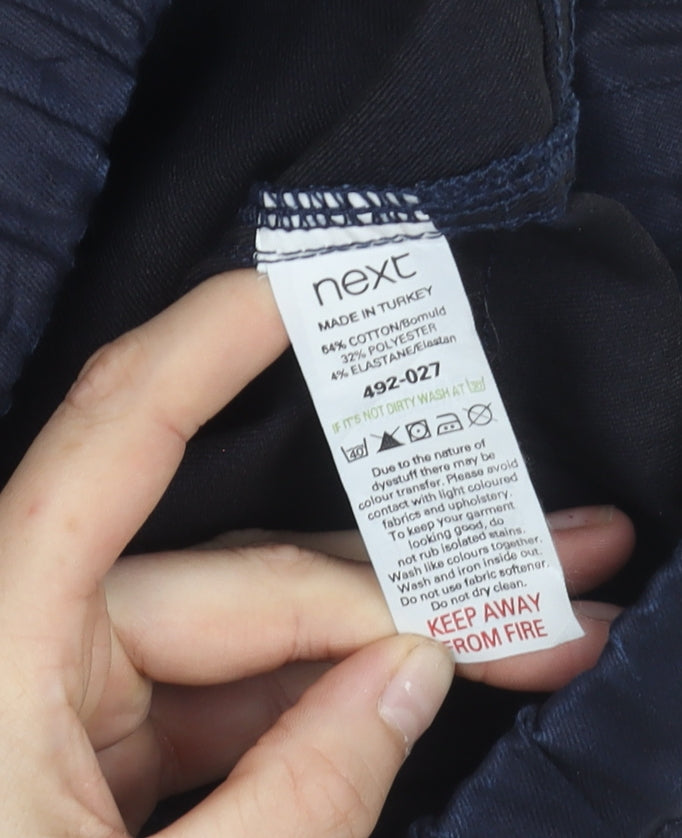 next
MADE IN TURKEY
64% COTTON/Bomuld
32% POLYESTER
4% ELASTANE/Elastan
492-027
IF IT'S NOT DIRTY WASH AT 30
40
Due to the nature of
dyestuff there may be
colour transfer. Please avoid
contact with light coloured
fabrics and upholstery.
To keep your garment
looking good, do
not rub isolated stains.
Wash like colours together.
Wash and iron inside out.
Do not use fabric softener.
Do not dry clean.
KEEP AWAY
FROM FIRE